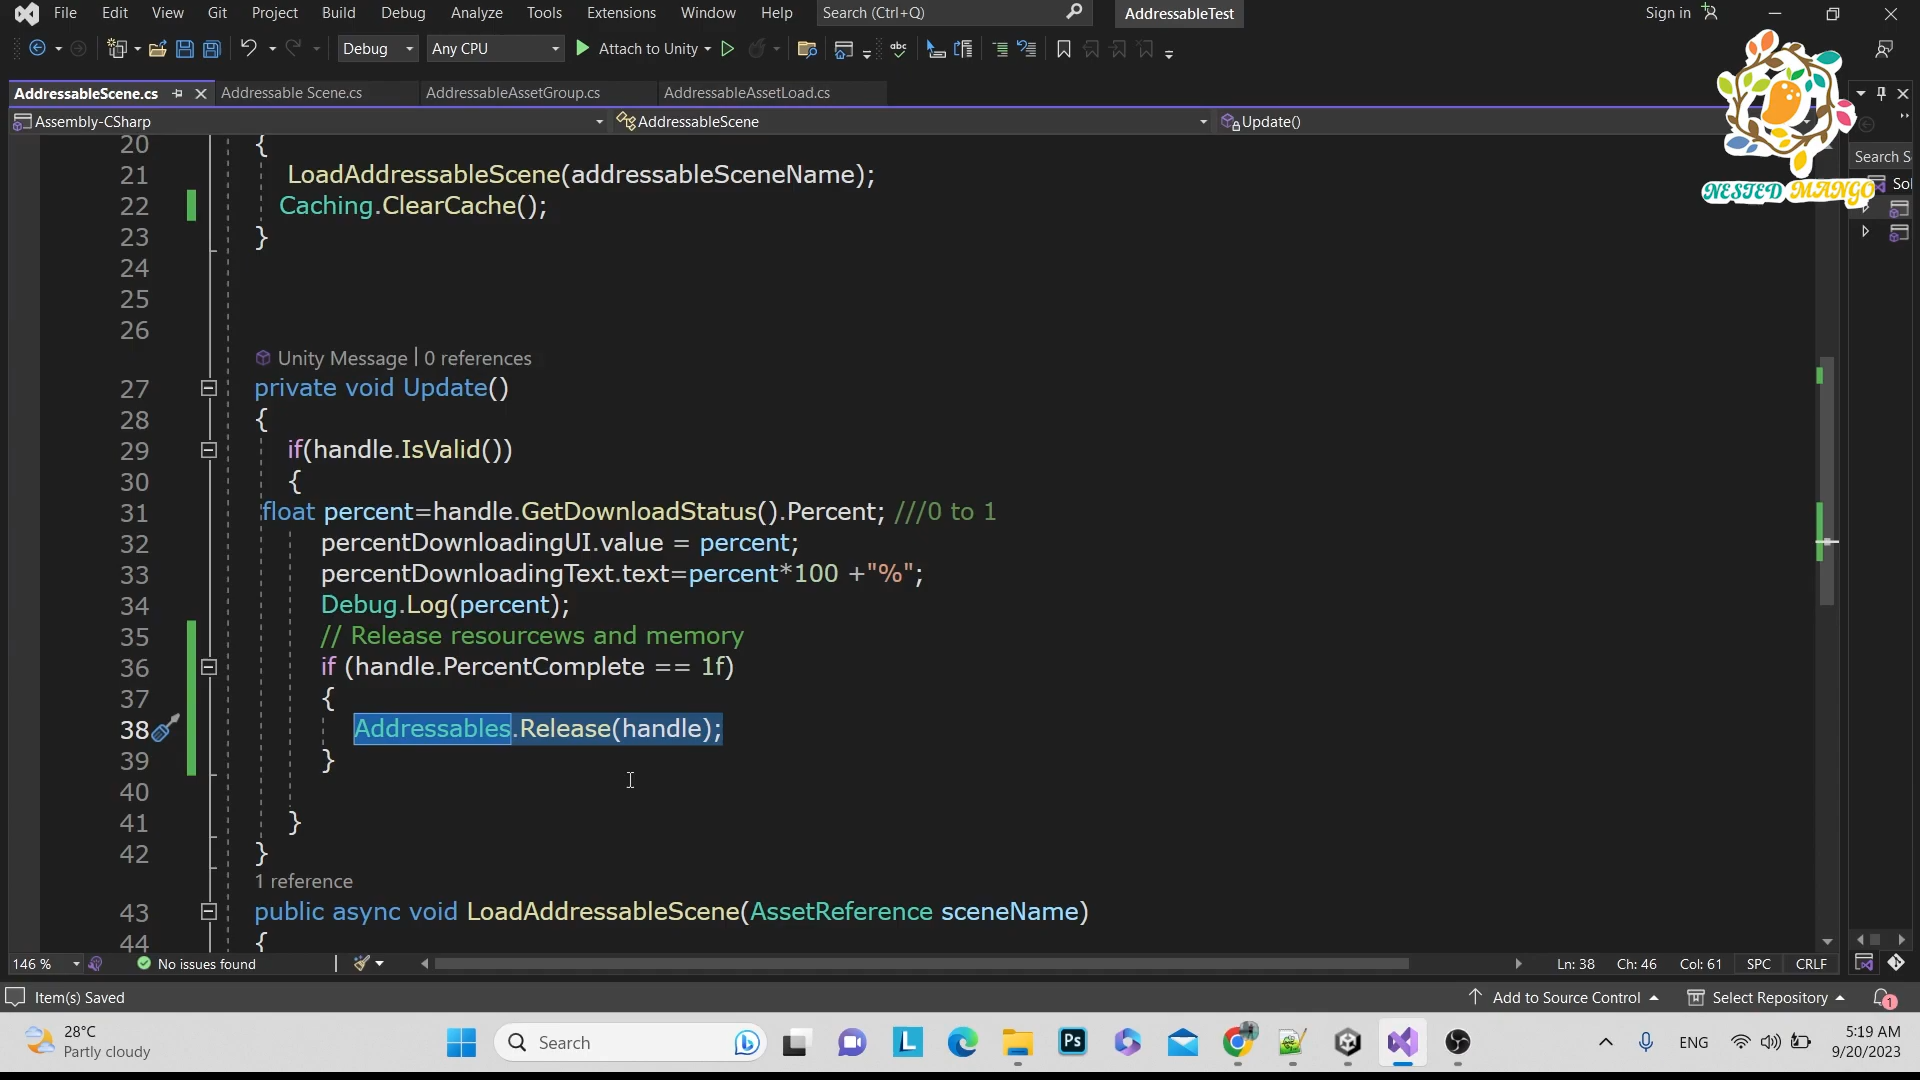 File Edit View Git Project Build Debug Analyze Tools Extensions Window Help Search (Ctrl+Q) AddressableTest Sign in
Debug Any CPU Attach to Unity
AddressableScene.cs Addressable Scene.cs AddressableAssetGroup.cs AddressableAssetLoad.cs
Assembly-CSharp AddressableScene Update()
Search S
Sol
NESTED MANGO
20 {
21 LoadAddressableScene(addressableSceneName);
22 Caching.ClearCache();
23 }
24
25
26
Unity Message | 0 references
27 private void Update()
28 {
29 if(handle.IsValid())
30 {
31 float percent=handle.GetDownloadStatus().Percent; ///0 to 1
32 percentDownloadingUI.value = percent;
33 percentDownloadingText.text=percent*100 +"%";
34 Debug.Log(percent);
35 // Release resourcews and memory
36 if (handle.PercentComplete == 1f)
37 {
38 Addressables.Release(handle);
39 }
40
41 }
42 }
1 reference
43 public async void LoadAddressableScene(AssetReference sceneName)
44 {
146 % No issues found Ln: 38 Ch: 46 Col: 61 SPC CRLF
Item(s) Saved Add to Source Control Select Repository 1
28°C
Partly cloudy
Search
L
Ps
ENG
5:19 AM
9/20/2023